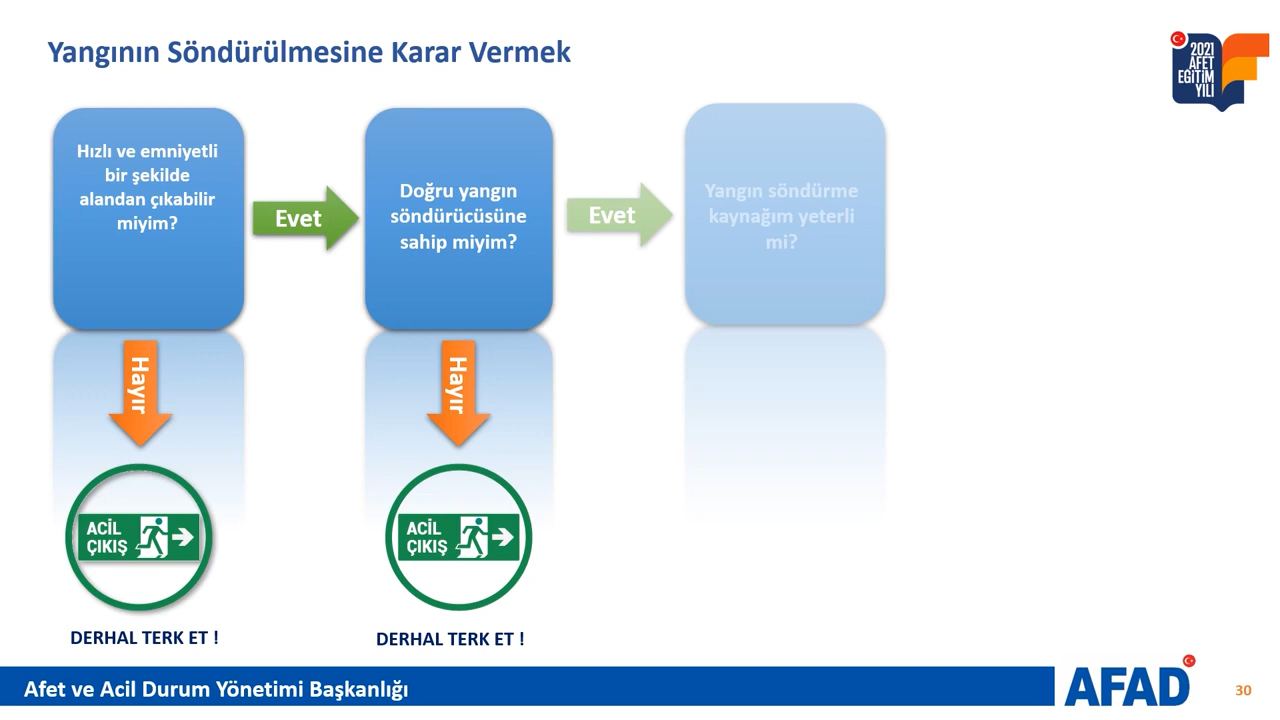 Yangının Söndürülmesine Karar Vermek
2021
AFET
EĞİTİM
YILI
Hızlı ve emniyetli
bir şekilde
alandan çıkabilir
miyim?
Evet
Doğru yangın
söndürücüsüne
sahip miyim?
Evet
Yangın söndürme
kaynağım yeterli
mi?
Hayır
Hayır
ACİL
ÇIKIŞ
ACİL
ÇIKIŞ
DERHAL TERK ET !
DERHAL TERK ET !
Afet ve Acil Durum Yönetimi Başkanlığı
AFAD
30